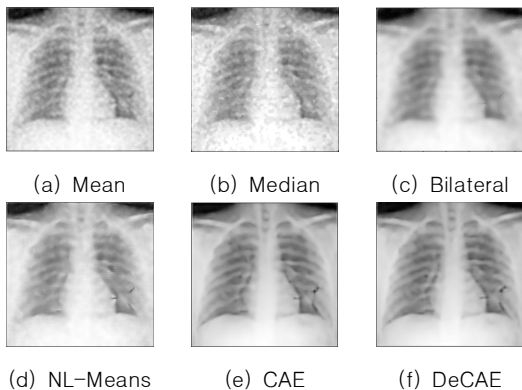 (a) Mean
(b) Median
(c) Bilateral
(d) NL-Means
(e) CAE
(f) DeCAE